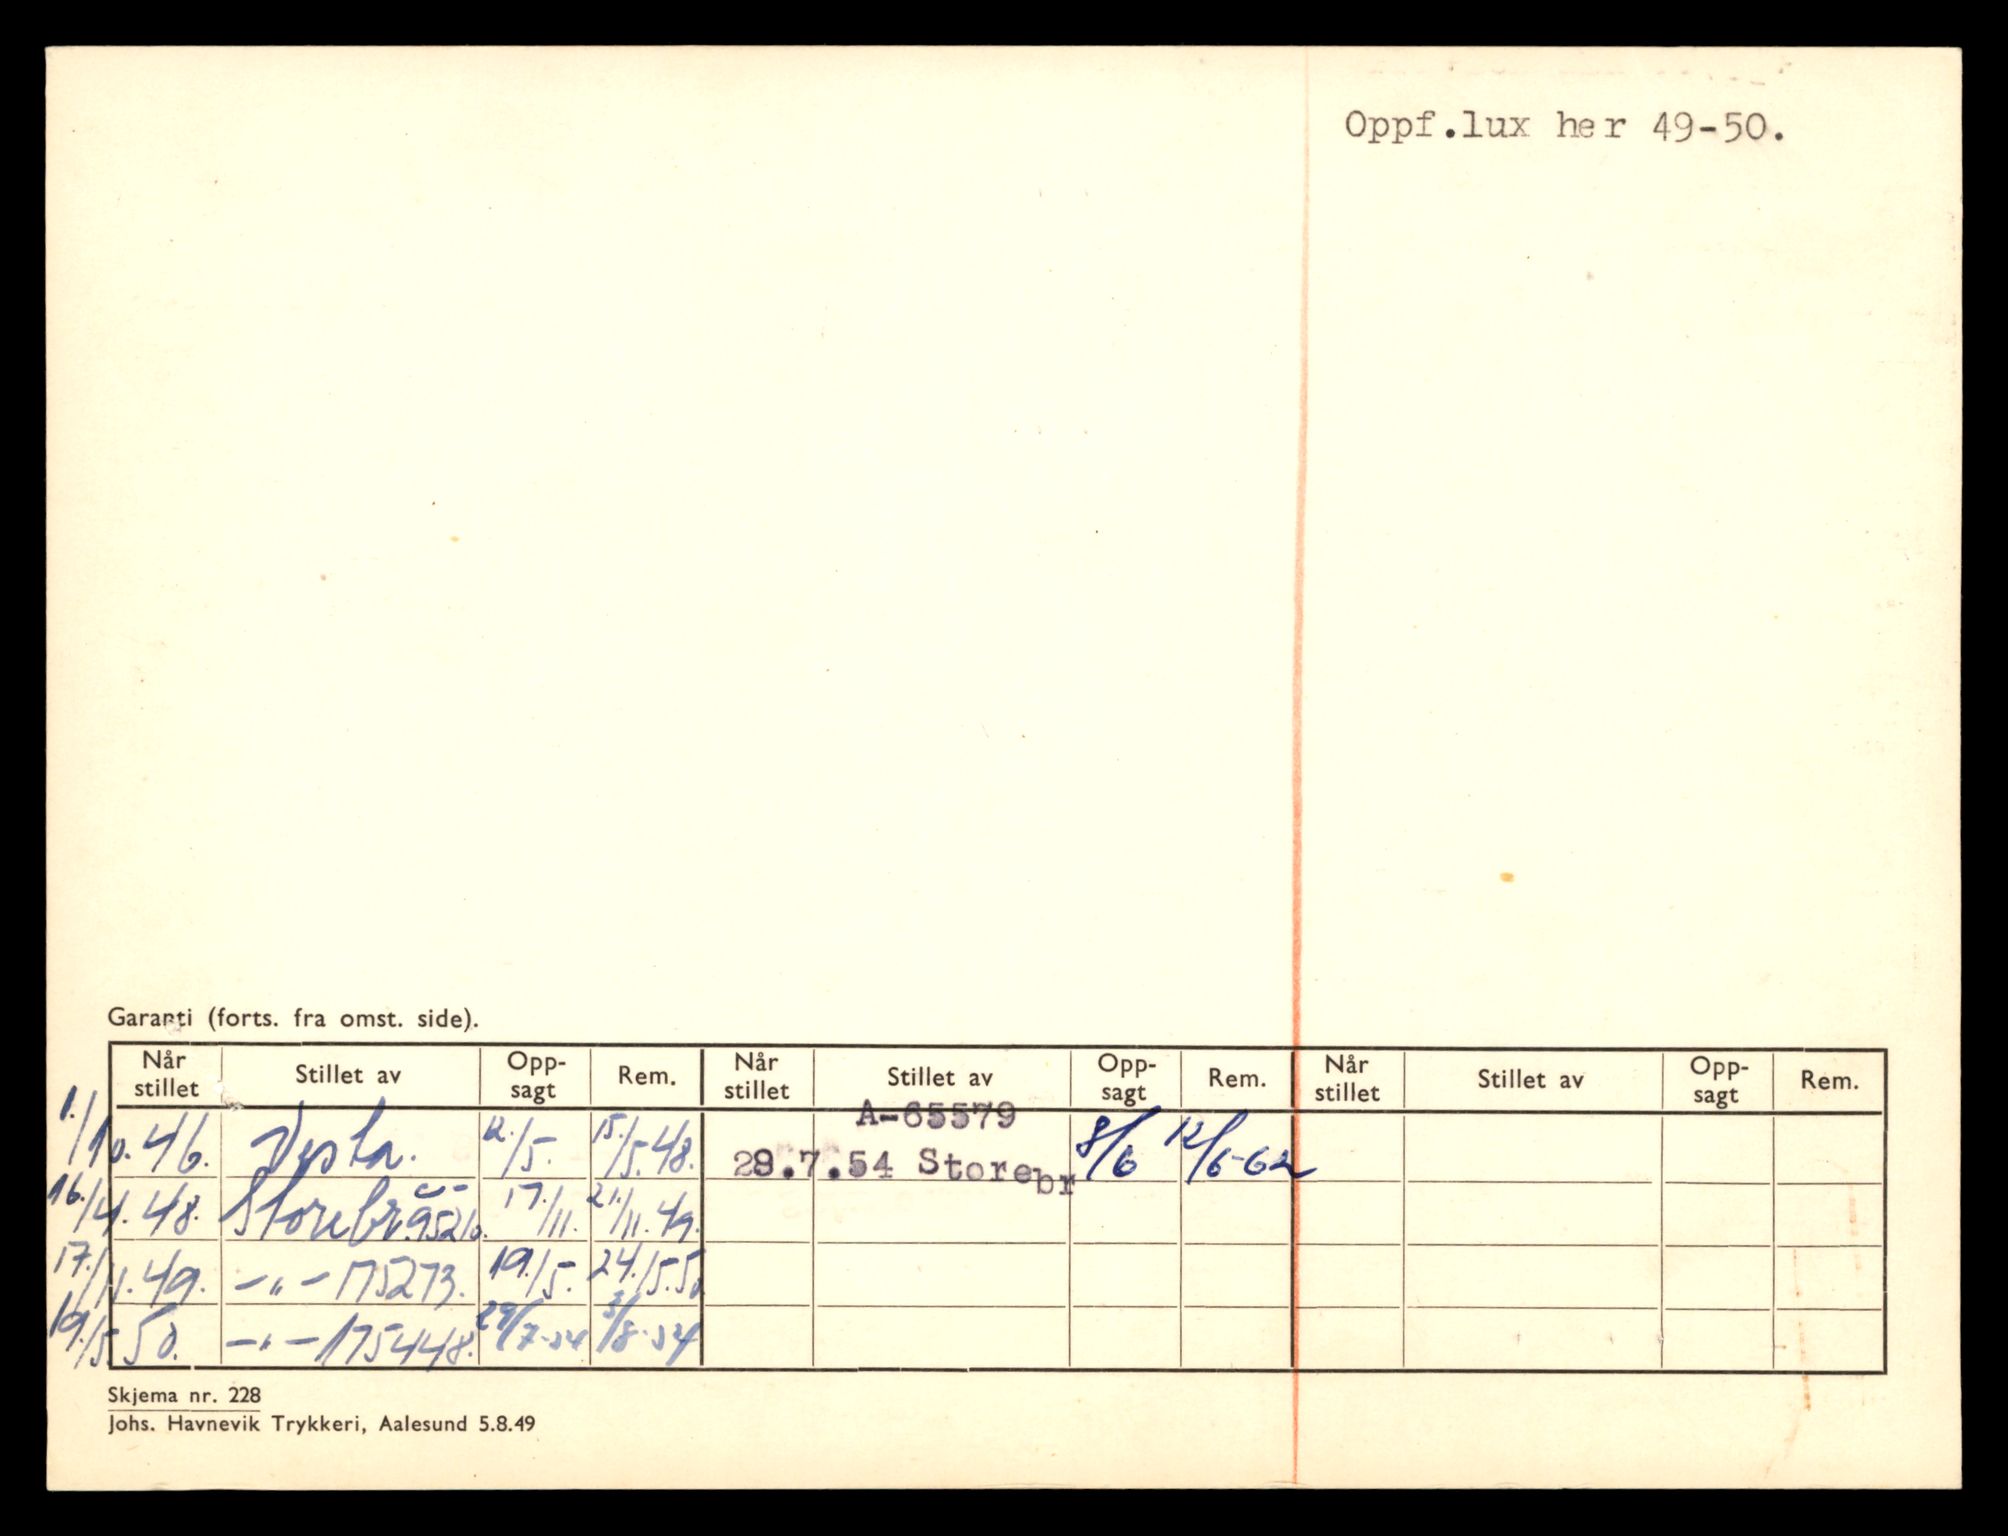 Oppf.lux her 49-50.
Garanti (forts. fra omst. side).
Når stillet Stillet av Opp- sagt Rem. Når stillet Stillet av Opp- sagt Rem. Når stillet Stillet av Opp- sagt Rem.
A-65579
1./10.46. Vesta. 12./5. 15./5.48. 29.7.54 Storebr 8/6 12/6-62
16./4.48. Storebr. 95210. 17./11. 21./11.49.
17./11.49. -"- 175273. 19./5. 24./5.50
19./5 50. -"- 175448. 29/7-54 3/8-54
Skjema nr. 228
Johs. Havnevik Trykkeri, Aalesund 5.8.49